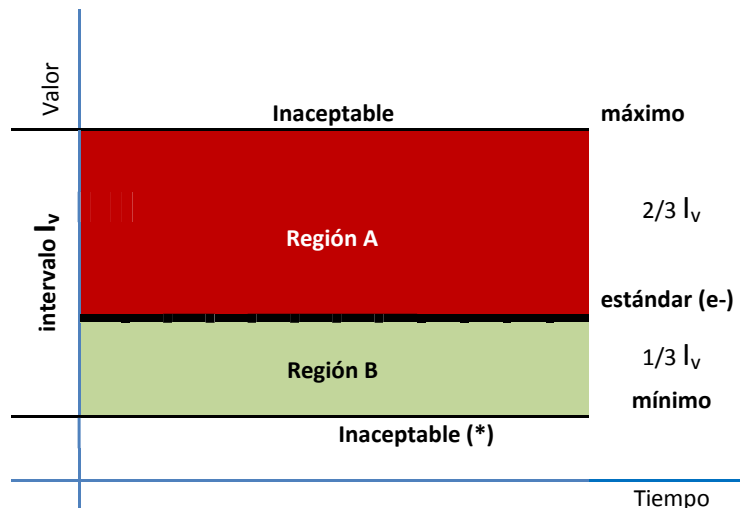 Valor
Inaceptable
máximo
intervalo Iv
2/3 Iv
Región A
estándar (e-)
1/3 Iv
Región B
mínimo
Inaceptable (*)
Tiempo